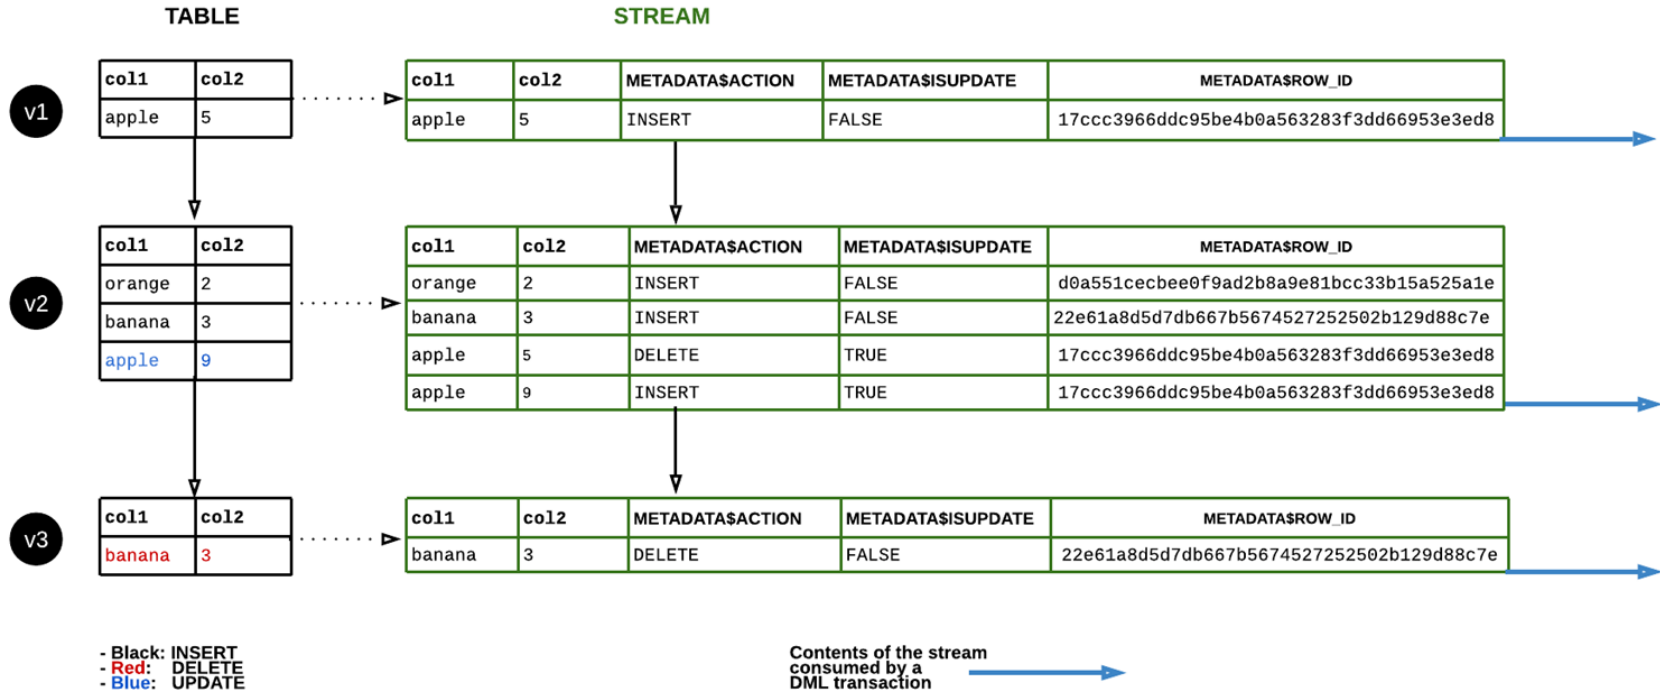 TABLE STREAM
v1
col1 col2
apple 5
col1 col2 METADATA$ACTION METADATA$ISUPDATE METADATA$ROW_ID
apple 5 INSERT FALSE 17ccc3966ddc95be4b0a563283f3dd66953e3ed8
v2
col1 col2
orange 2
banana 3
apple 9
col1 col2 METADATA$ACTION METADATA$ISUPDATE METADATA$ROW_ID
orange 2 INSERT FALSE d0a551cecbee0f9ad2b8a9e81bcc33b15a525a1e
banana 3 INSERT FALSE 22e61a8d5d7db667b5674527252502b129d88c7e
apple 5 DELETE TRUE 17ccc3966ddc95be4b0a563283f3dd66953e3ed8
apple 9 INSERT TRUE 17ccc3966ddc95be4b0a563283f3dd66953e3ed8
v3
col1 col2
banana 3
col1 col2 METADATA$ACTION METADATA$ISUPDATE METADATA$ROW_ID
banana 3 DELETE FALSE 22e61a8d5d7db667b5674527252502b129d88c7e
- Black: INSERT
- Red: DELETE
- Blue: UPDATE
Contents of the stream
consumed by a
DML transaction